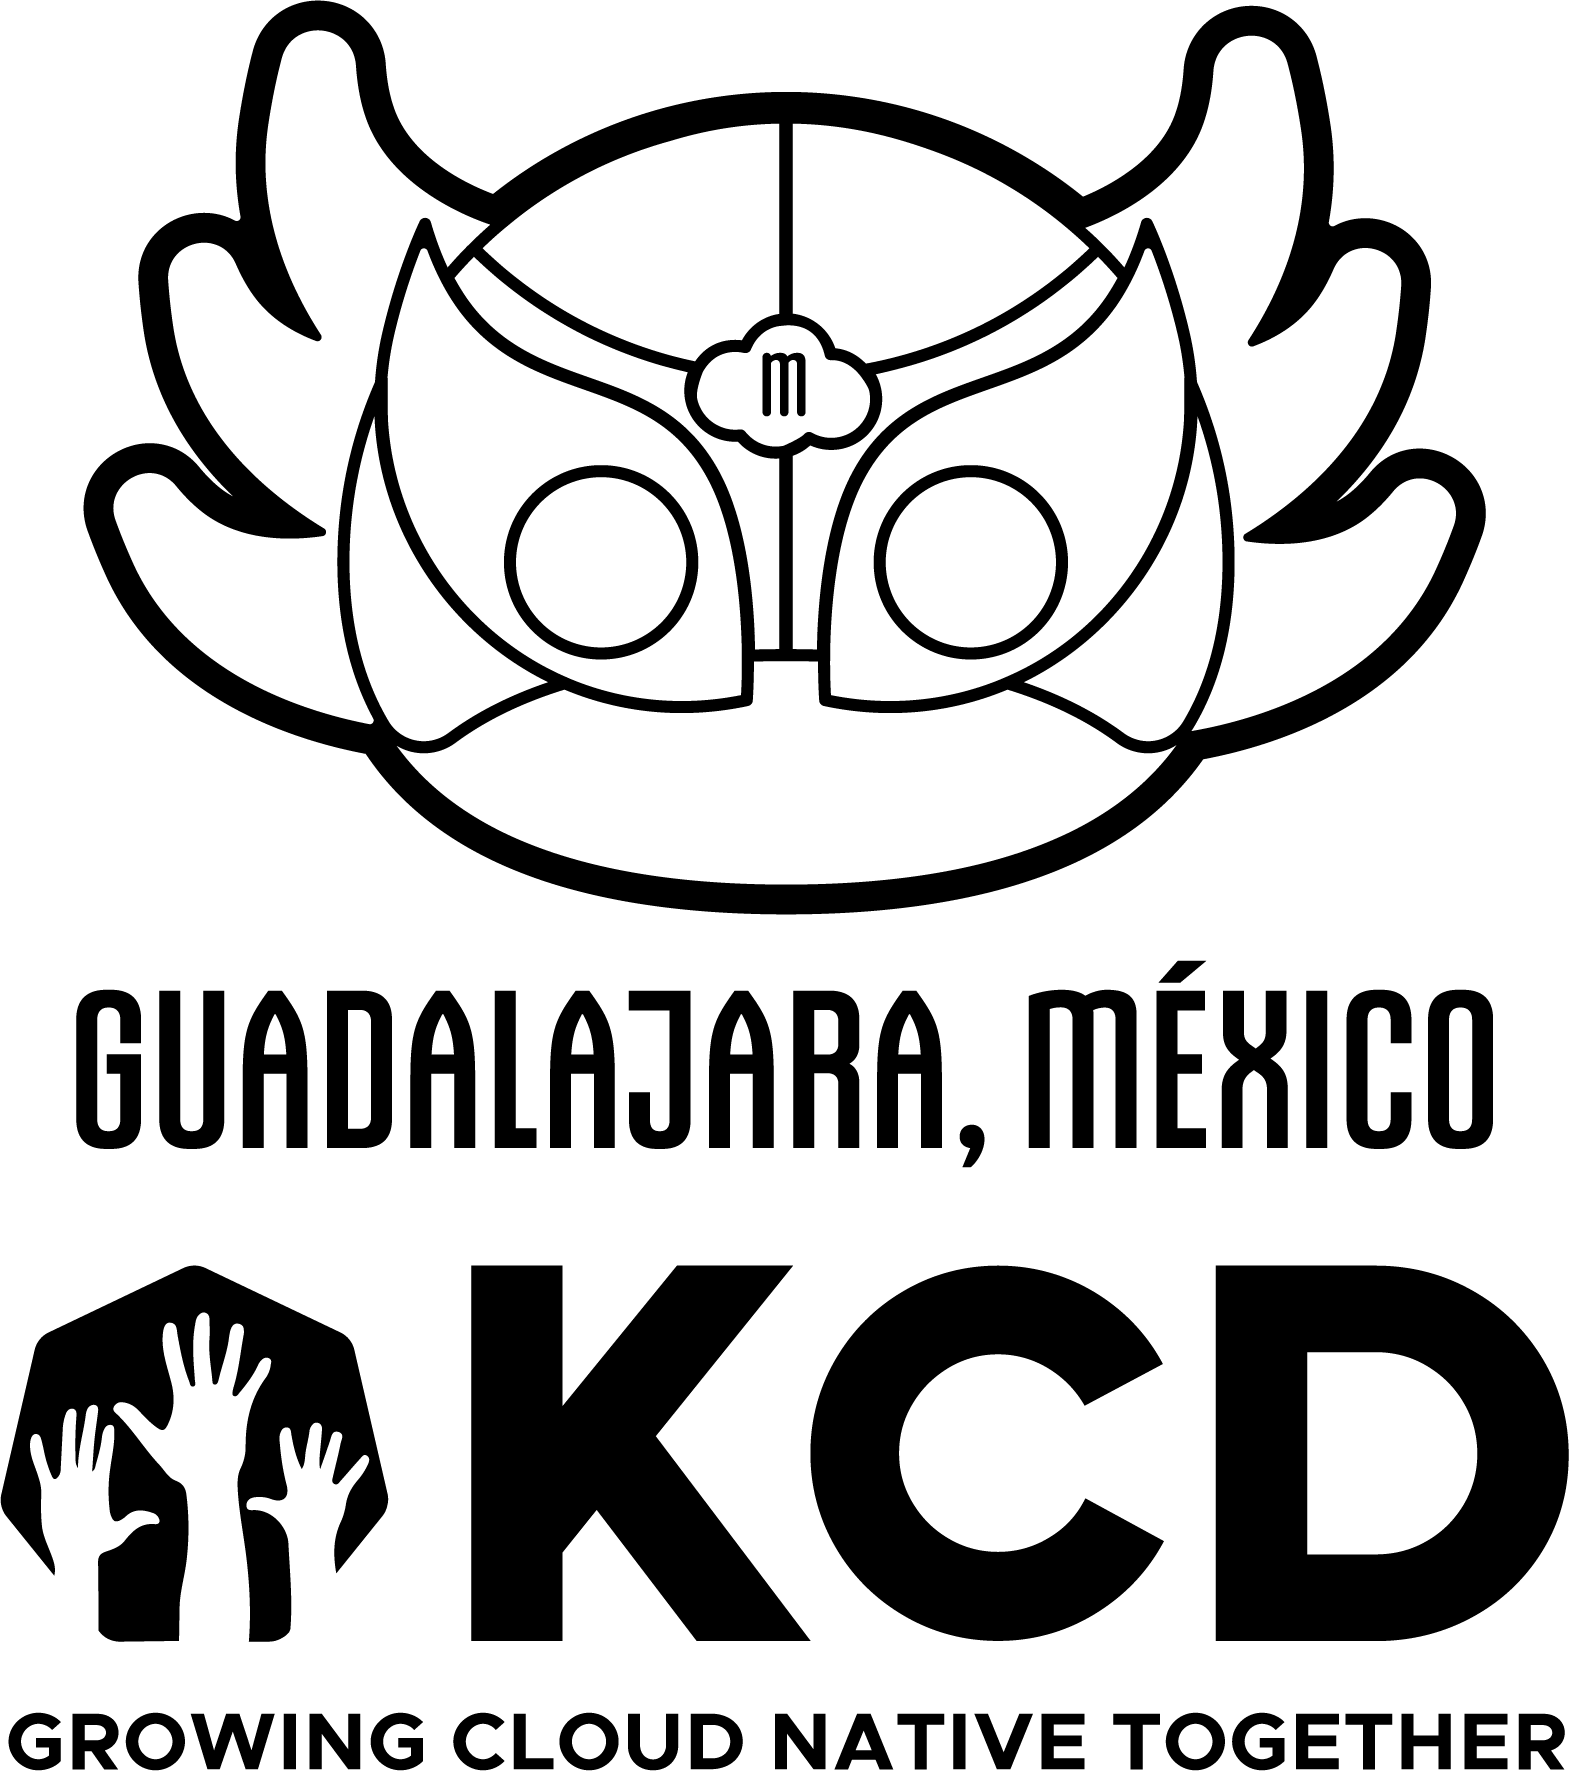 m
GUADALAJARA, MÉXICO
KCD
GROWING CLOUD NATIVE TOGETHER